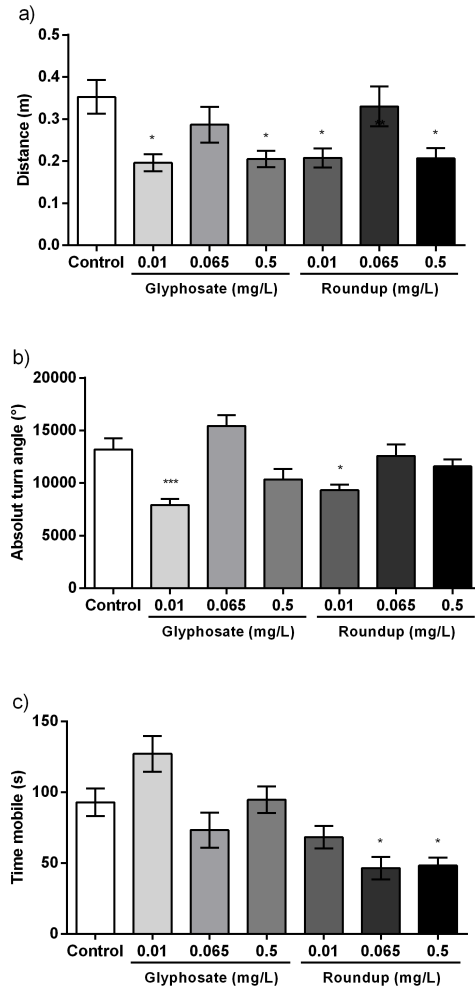 a)
Distance (m)
0.5
0.4
0.3
0.2
0.1
0.0
* * * ** *
Control 0.01 0.065 0.5 0.01 0.065 0.5
Glyphosate (mg/L) Roundup (mg/L)
b)
Absolut turn angle (°)
20000
15000
10000
5000
0
*** *
Control 0.01 0.065 0.5 0.01 0.065 0.5
Glyphosate (mg/L) Roundup (mg/L)
c)
Time mobile (s)
150
100
50
0
* *
Control 0.01 0.065 0.5 0.01 0.065 0.5
Glyphosate (mg/L) Roundup (mg/L)